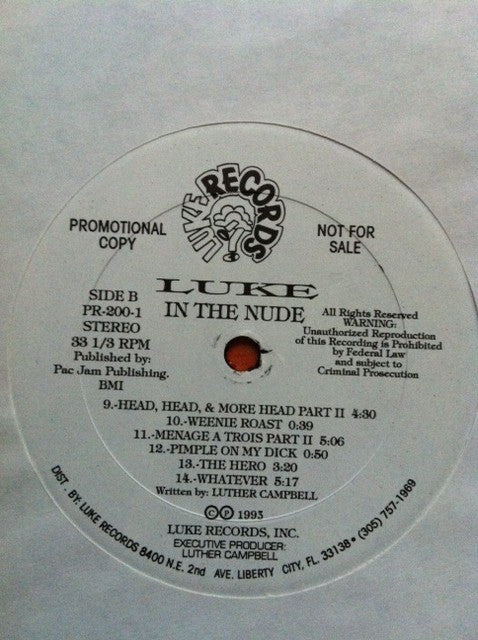 LUKE RECORDS
PROMOTIONAL
COPY
NOT FOR
SALE
LUKE
IN THE NUDE
SIDE B
PR-200-1
STEREO
33 1/3 RPM
Published by:
Pac Jam Publishing.
BMI
All Rights Reserved
WARNING:
Unauthorized Reproduction
of this Recording is Prohibited
by Federal Law
and subject to
Criminal Prosecution
9.-HEAD, HEAD, & MORE HEAD PART II 4:30
10.-WEENIE ROAST 0:39
11.-MENAGE A TROIS PART II 5:06
12.-PIMPLE ON MY DICK 0:50
13.-THE HERO 3:20
14.-WHATEVER 5:17
Written by: LUTHER CAMPBELL
©℗ 1993
LUKE RECORDS, INC.
EXECUTIVE PRODUCER:
LUTHER CAMPBELL
DIST. BY: LUKE RECORDS 8400 N.E. 2nd AVE. LIBERTY CITY, FL. 33138 • (305) 757-1969